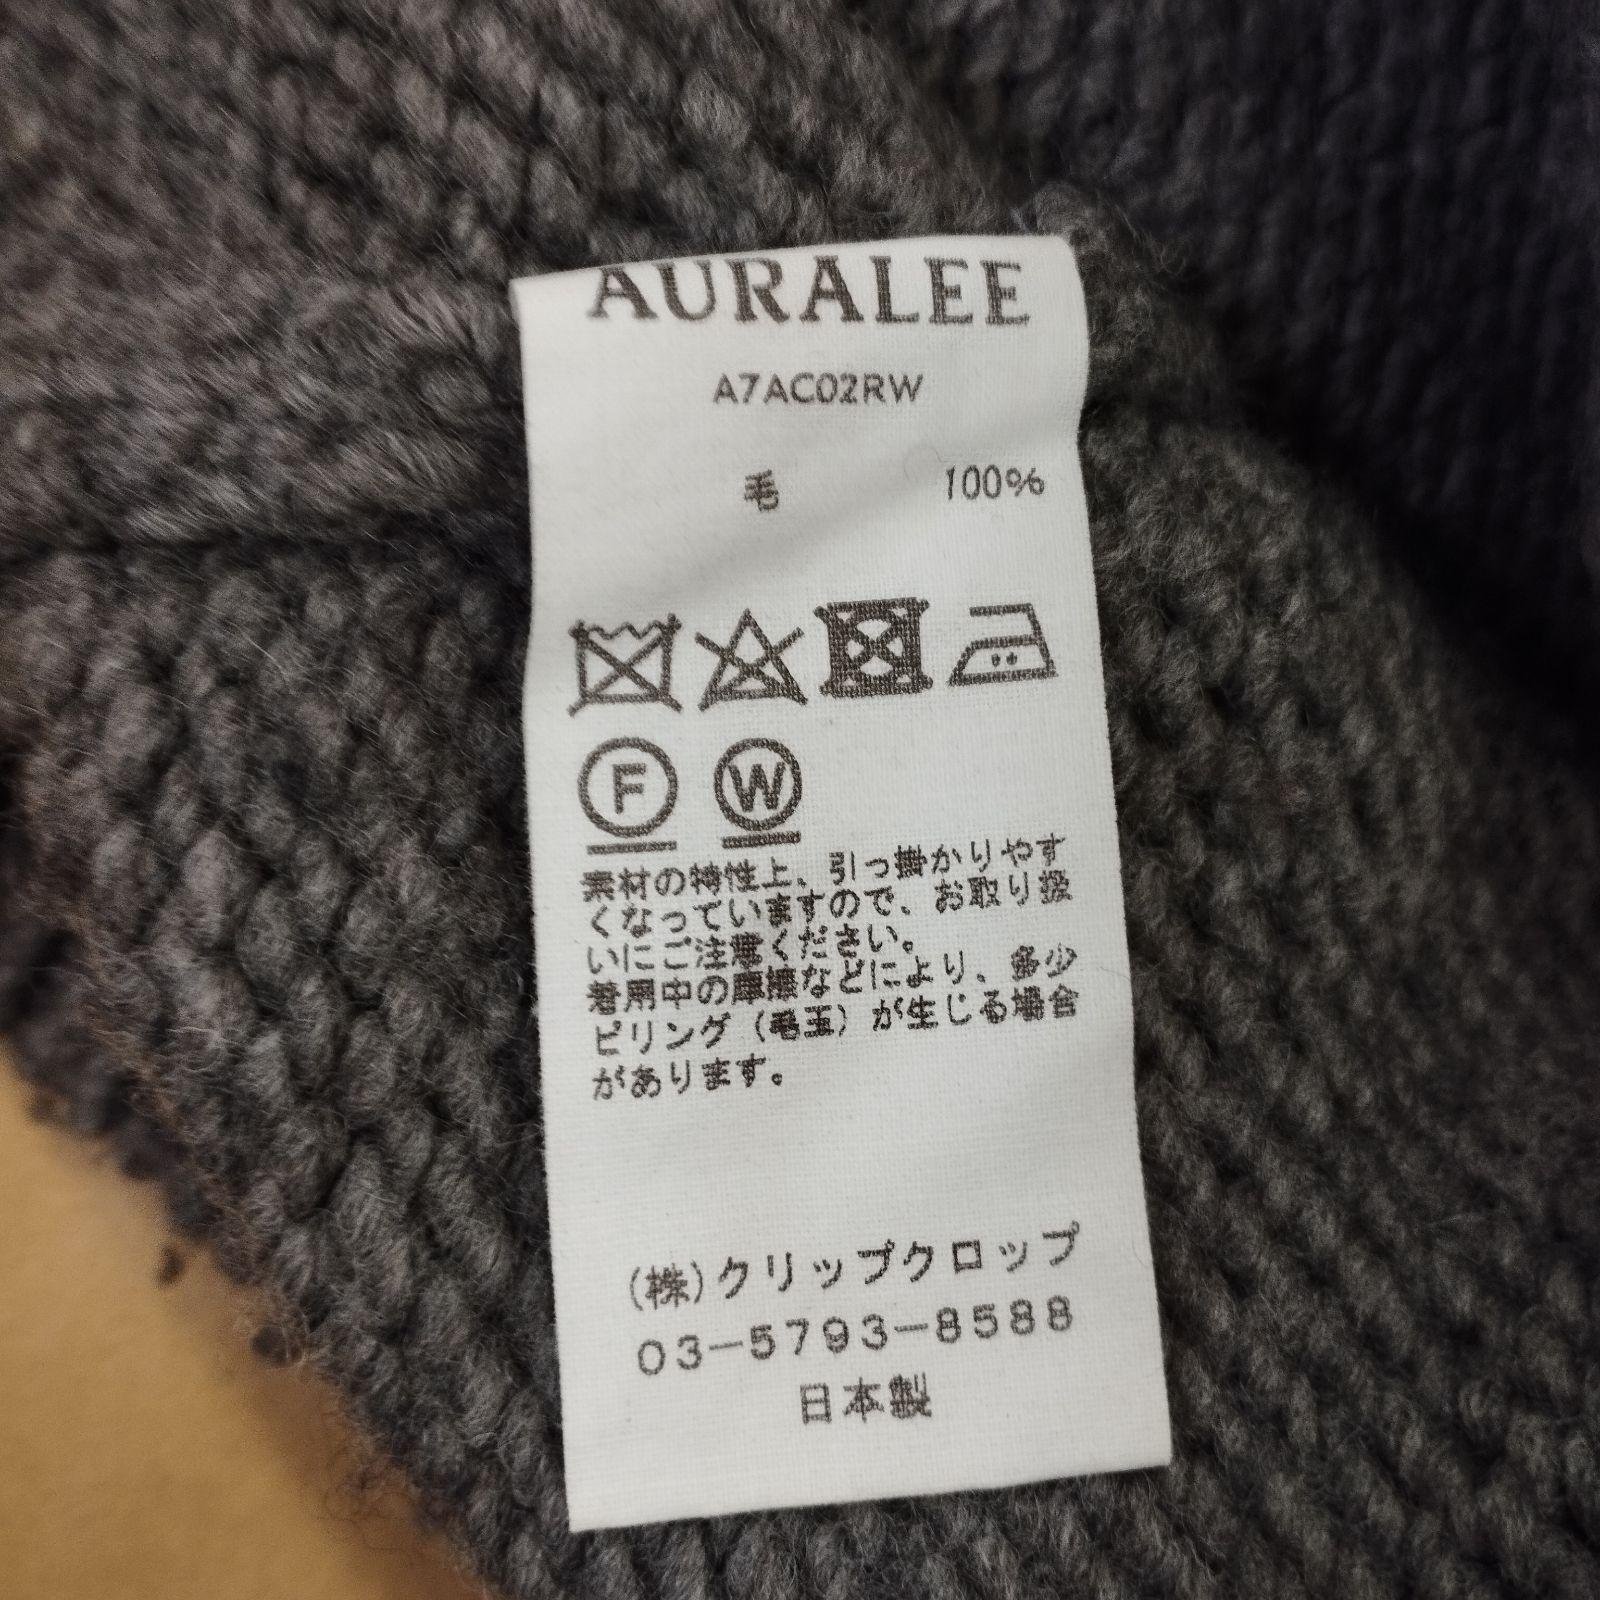 AURALEE
A7AC02RW
毛 100%
F W
素材の特性上、引っ掛かりやす
くなっていますので、お取り扱
いにご注意ください。
着用中の摩擦などにより、多少
ピリング（毛玉）が生じる場合
があります。
(株)クリップクロップ
03-5793-8588
日本製